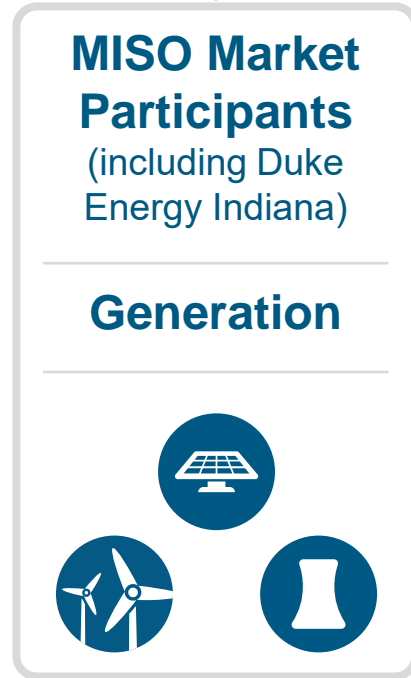 MISO Market
Participants
(including Duke
Energy Indiana)
Generation